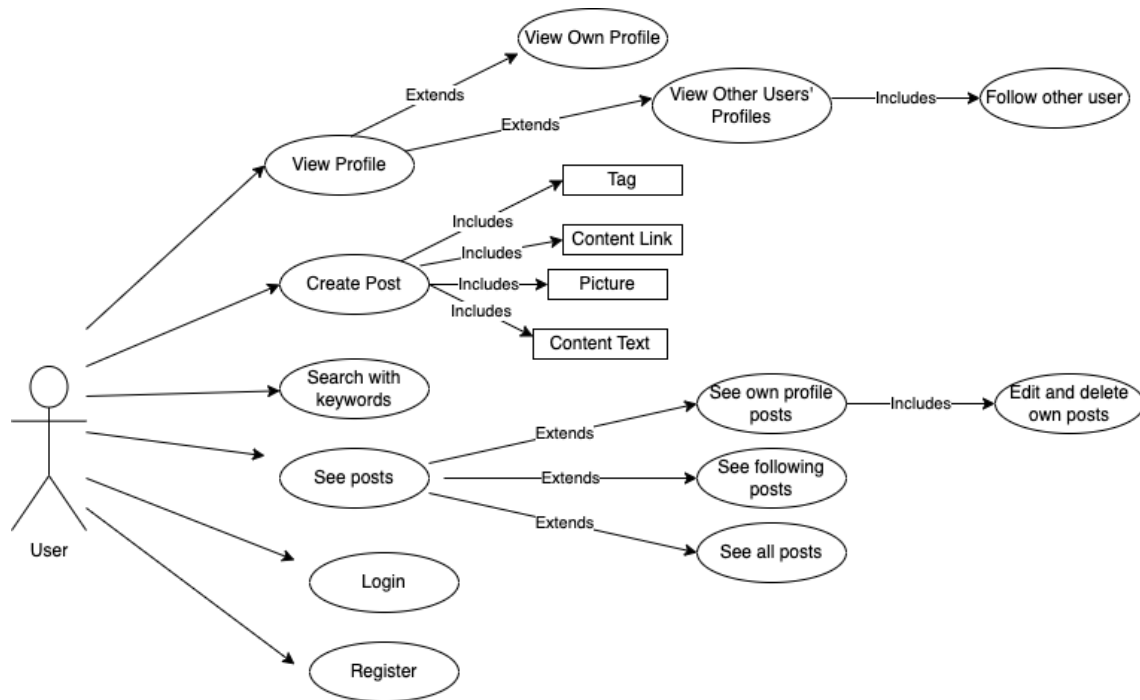 View Own Profile
Extends
View Other Users'
Profiles
Includes
Follow other user
Extends
View Profile
Tag
Includes
Content Link
Includes
Create Post
Includes
Picture
Includes
Content Text
Search with
keywords
See own profile
posts
Includes
Edit and delete
own posts
Extends
See posts
Extends
See following
posts
Extends
See all posts
User
Login
Register